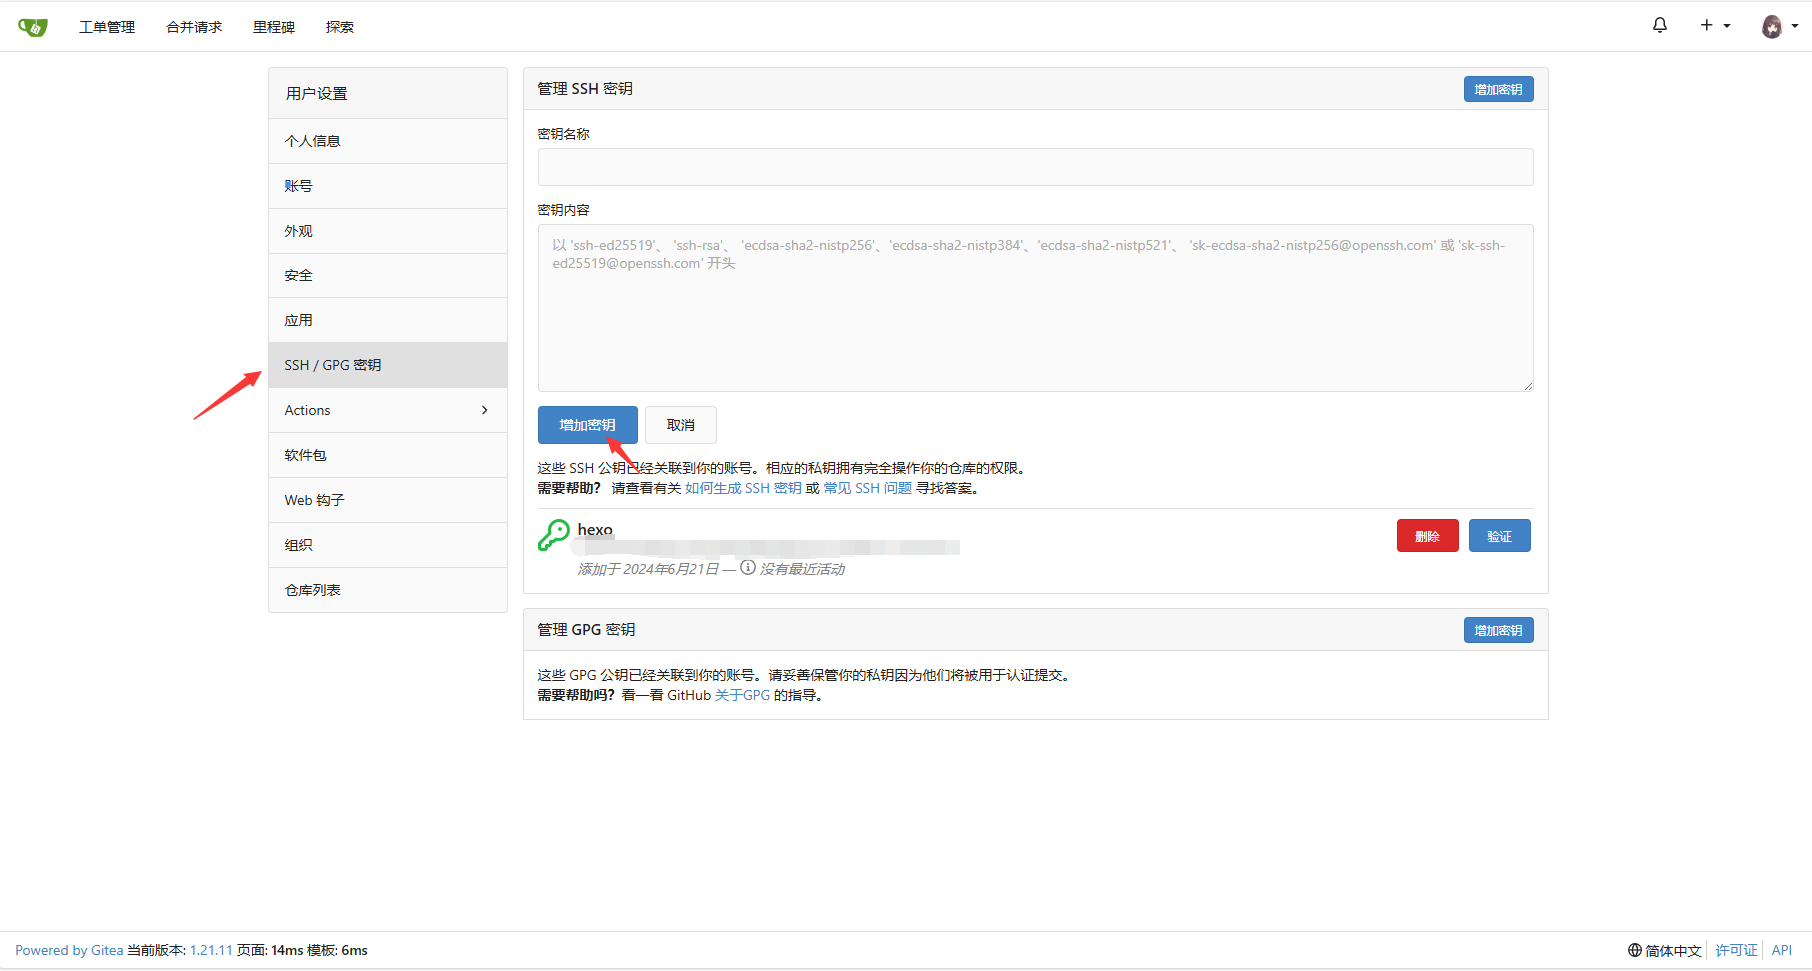 工单管理 合并请求 里程碑 探索
用户设置
个人信息
账号
外观
安全
应用
SSH / GPG 密钥
Actions
软件包
Web 钩子
组织
仓库列表
管理 SSH 密钥 增加密钥
密钥名称
密钥内容
以 'ssh-ed25519'、 'ssh-rsa'、 'ecdsa-sha2-nistp256'、'ecdsa-sha2-nistp384'、'ecdsa-sha2-nistp521'、 'sk-ecdsa-sha2-nistp256@openssh.com' 或 'sk-ssh-
ed25519@openssh.com' 开头
增加密钥 取消
这些 SSH 公钥已经关联到你的账号。相应的私钥拥有完全操作你的仓库的权限。
需要帮助？ 请查看有关 如何生成 SSH 密钥 或 常见 SSH 问题 寻找答案。
hexo 删除 验证
添加于 2024年6月21日 — 没有最近活动
管理 GPG 密钥 增加密钥
这些 GPG 公钥已经关联到你的账号。请妥善保管你的私钥因为他们将被用于认证提交。
需要帮助吗？看一看 GitHub 关于GPG 的指导。
Powered by Gitea 当前版本: 1.21.11 页面: 14ms 模板: 6ms 简体中文 许可证 API